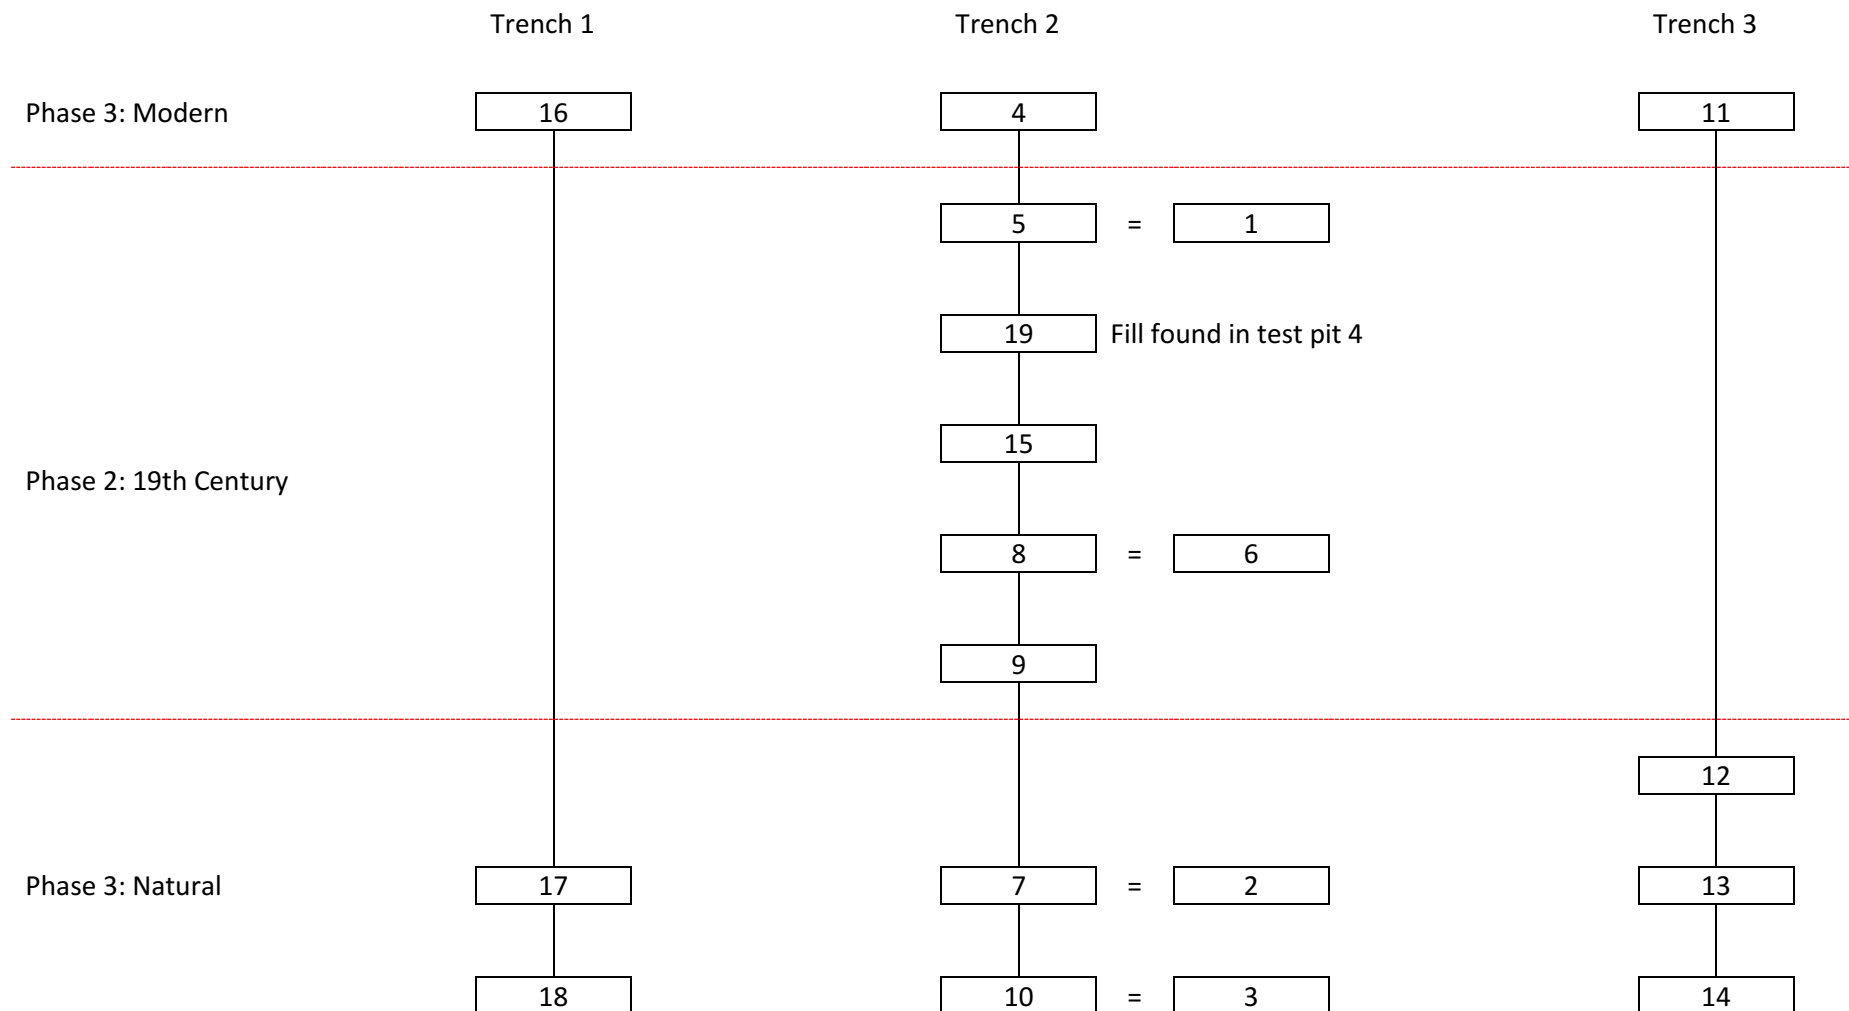 Trench 1 Trench 2 Trench 3
Phase 3: Modern 16 4 11
5 = 1
19 Fill found in test pit 4
15
Phase 2: 19th Century
8 = 6
9
12
Phase 3: Natural 17 7 = 2 13
18 10 = 3 14